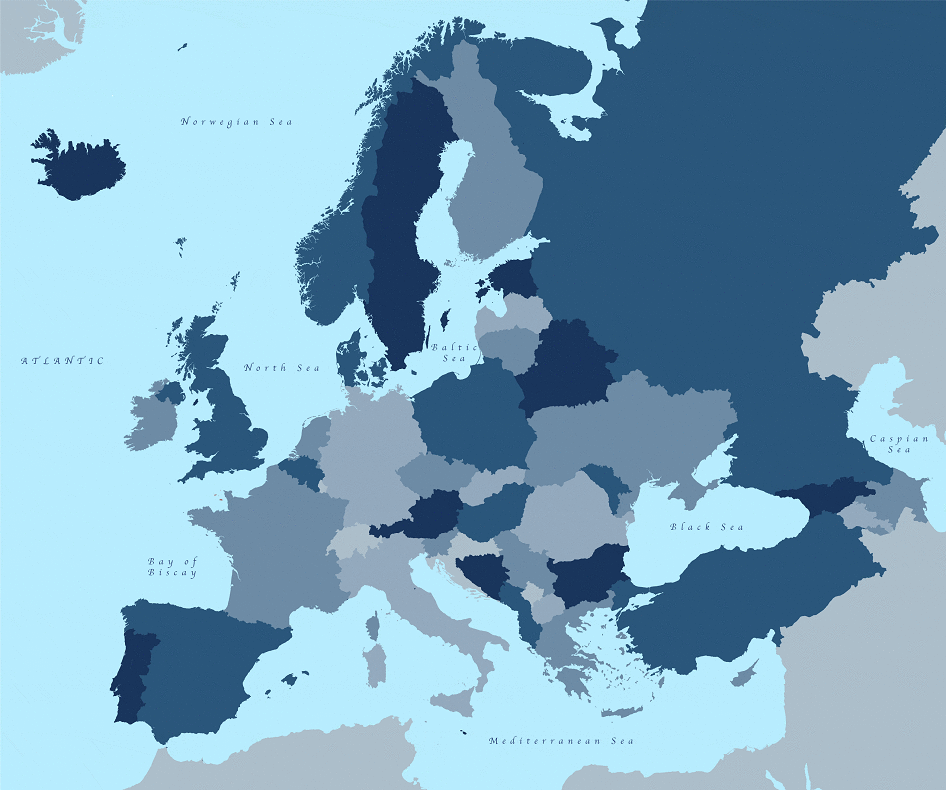 Norwegian Sea
ATLANTIC
North Sea
Baltic
Sea
Caspian
Sea
Black Sea
Bay of
Biscay
Mediterranean Sea